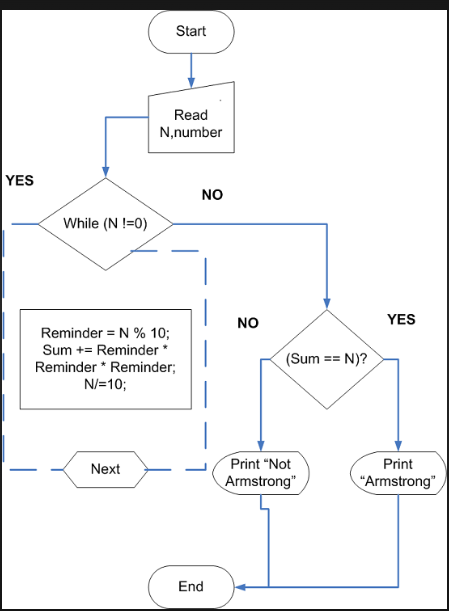 Start
Read
N,number
YES
NO
While (N !=0)
NO
YES
Reminder = N % 10;
Sum += Reminder *
Reminder * Reminder;
N/=10;
(Sum == N)?
Next
Print “Not
Armstrong”
Print
“Armstrong”
End